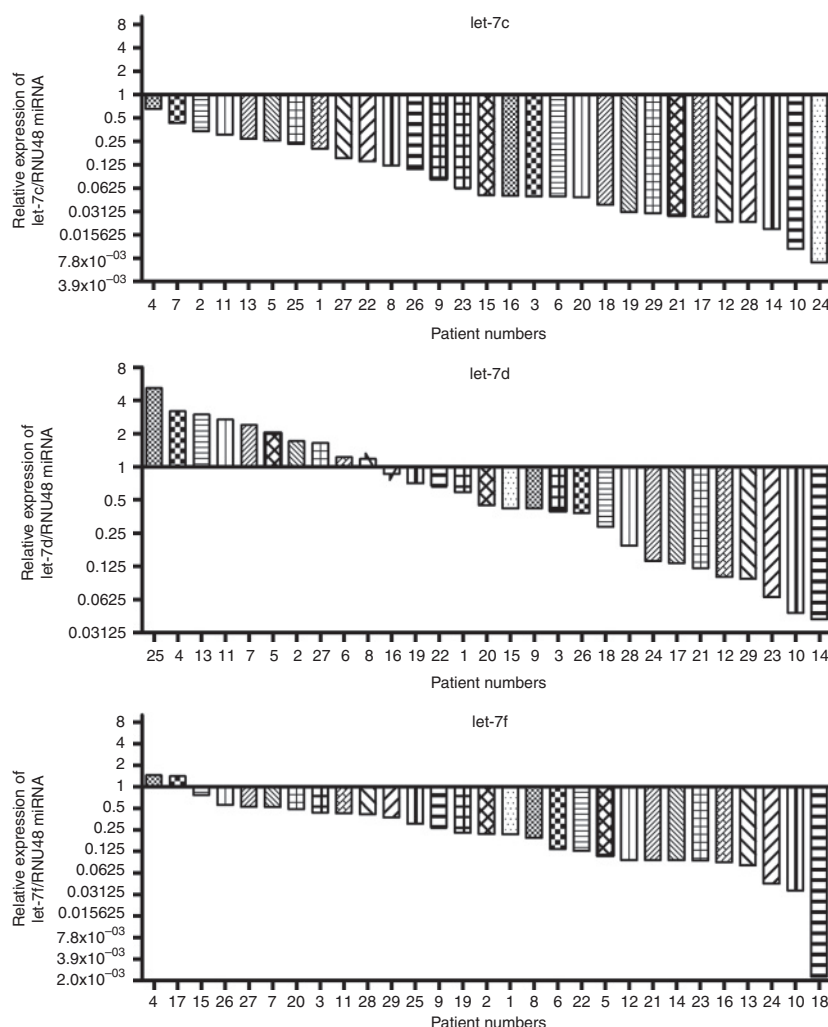 let-7c
Relative expression of
let-7c/RNU48 miRNA
8
4
2
1
0.5
0.25
0.125
0.0625
0.03125
0.015625
7.8x10⁻⁰³
3.9x10⁻⁰³
4 7 2 11 13 5 25 1 27 22 8 26 9 23 15 16 3 6 20 18 19 29 21 17 12 28 14 10 24
Patient numbers
let-7d
Relative expression of
let-7d/RNU48 miRNA
8
4
2
1
0.5
0.25
0.125
0.0625
0.03125
25 4 13 11 7 5 2 27 6 8 16 19 22 1 20 15 9 3 26 18 28 24 17 21 12 29 23 10 14
Patient numbers
let-7f
Relative expression of
let-7f/RNU48 miRNA
8
4
2
1
0.5
0.25
0.125
0.0625
0.03125
0.015625
7.8x10⁻⁰³
3.9x10⁻⁰³
2.0x10⁻⁰³
4 17 15 26 27 7 20 3 11 28 29 25 9 19 2 1 8 6 22 5 12 21 14 23 16 13 24 10 18
Patient numbers